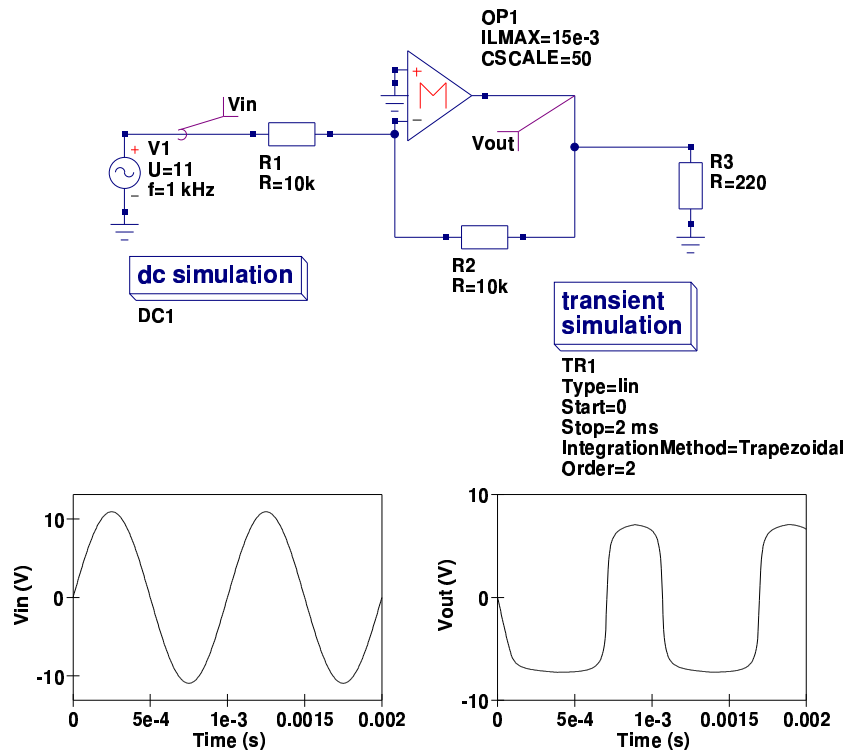 OP1
ILMAX=15e-3
CSCALE=50
+
M
−
Vin
Vout
+
V1
U=11
f=1 kHz
−
R1
R=10k
R3
R=220
R2
R=10k
dc simulation
DC1
transient
simulation
TR1
Type=lin
Start=0
Stop=2 ms
IntegrationMethod=Trapezoidal
Order=2
10
0
-10
Vin (V)
0
5e-4
1e-3
0.0015
0.002
Time (s)
10
0
-10
Vout (V)
0
5e-4
1e-3
0.0015
0.002
Time (s)